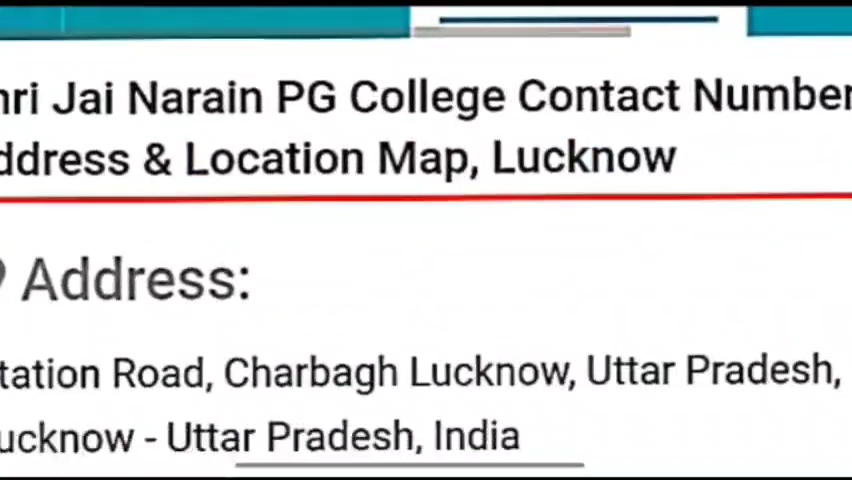 hri Jai Narain PG College Contact Number
ddress & Location Map, Lucknow
Address:
tation Road, Charbagh Lucknow, Uttar Pradesh,
ucknow - Uttar Pradesh, India